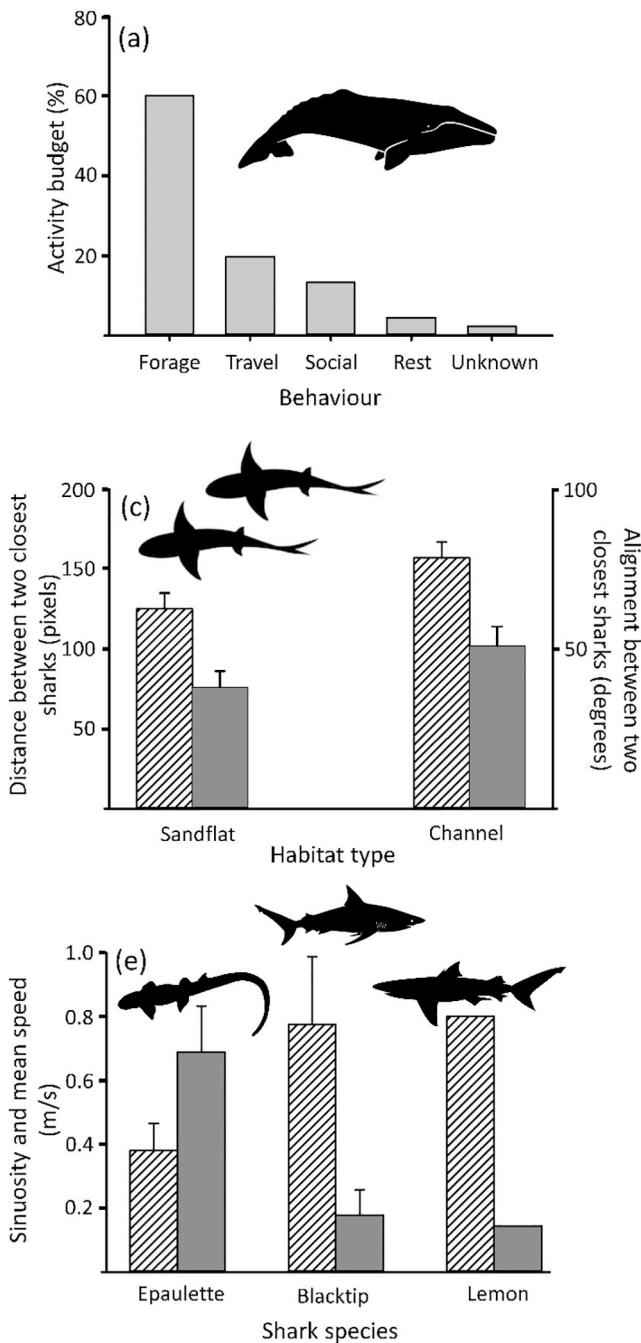 (a)
Activity budget (%)
80
60
40
20
Forage Travel Social Rest Unknown
Behaviour
(c)
Distance between two closest
sharks (pixels)
200
150
100
50
100
50
Alignment between two
closest sharks (degrees)
Sandflat Channel
Habitat type
(e)
Sinuosity and mean speed
(m/s)
1.0
0.8
0.6
0.4
0.2
Epaulette Blacktip Lemon
Shark species